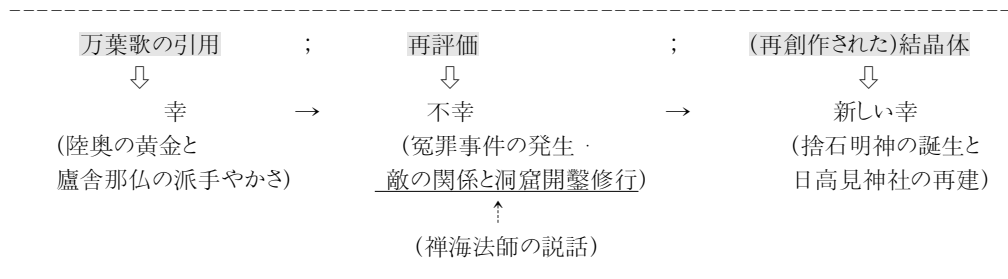 万葉歌の引用 ; 再評価 ; (再創作された)結晶体
幸 → 不幸 → 新しい幸
(陸奥の黄金と (冤罪事件の発生・ (捨石明神の誕生と
盧舎那仏の派手やかさ) 敵の関係と洞窟開鑿修行) 日高見神社の再建)
(禅海法師の説話)